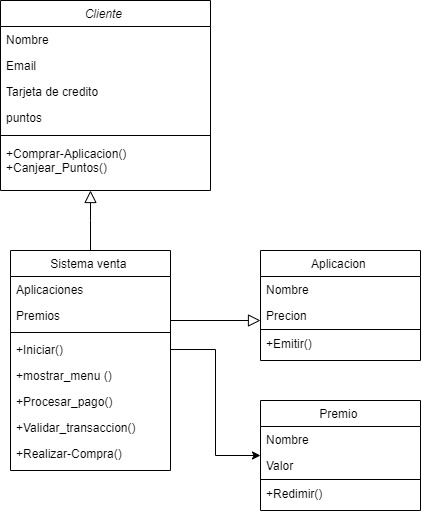 Cliente
Nombre
Email
Tarjeta de credito
puntos
+Comprar-Aplicacion()
+Canjear_Puntos()
Sistema venta
Aplicaciones
Premios
+Iniciar()
+mostrar_menu ()
+Procesar_pago()
+Validar_transaccion()
+Realizar-Compra()
Aplicacion
Nombre
Precion
+Emitir()
Premio
Nombre
Valor
+Redimir()